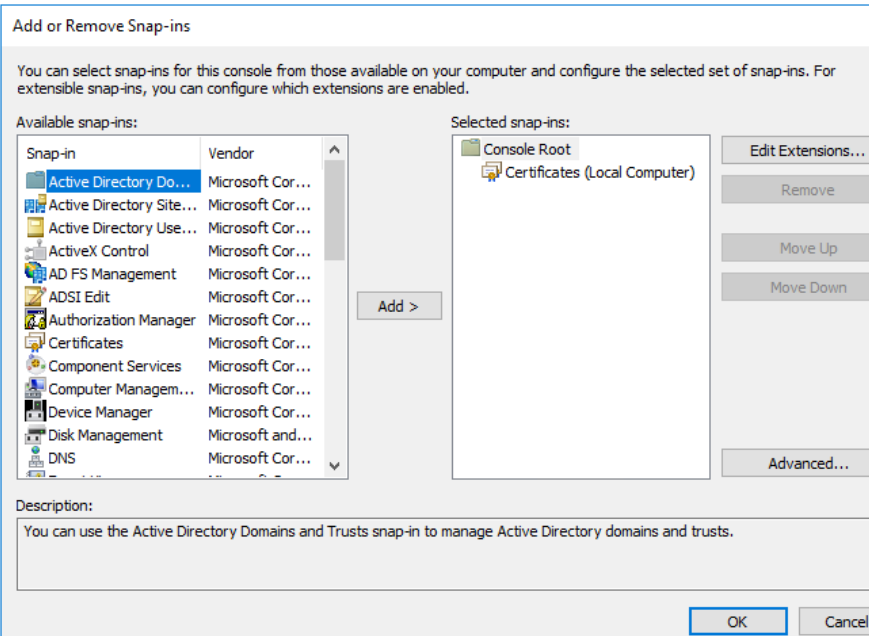 Add or Remove Snap-ins
You can select snap-ins for this console from those available on your computer and configure the selected set of snap-ins. For
extensible snap-ins, you can configure which extensions are enabled.
Available snap-ins:
Snap-in Vendor
Active Directory Do... Microsoft Cor...
Active Directory Site... Microsoft Cor...
Active Directory Use... Microsoft Cor...
ActiveX Control Microsoft Cor...
AD FS Management Microsoft Cor...
ADSI Edit Microsoft Cor...
Authorization Manager Microsoft Cor...
Certificates Microsoft Cor...
Component Services Microsoft Cor...
Computer Managem... Microsoft Cor...
Device Manager Microsoft Cor...
Disk Management Microsoft and...
DNS Microsoft Cor...
Add >
Selected snap-ins:
Console Root
Certificates (Local Computer)
Edit Extensions...
Remove
Move Up
Move Down
Advanced...
Description:
You can use the Active Directory Domains and Trusts snap-in to manage Active Directory domains and trusts.
OK
Cancel